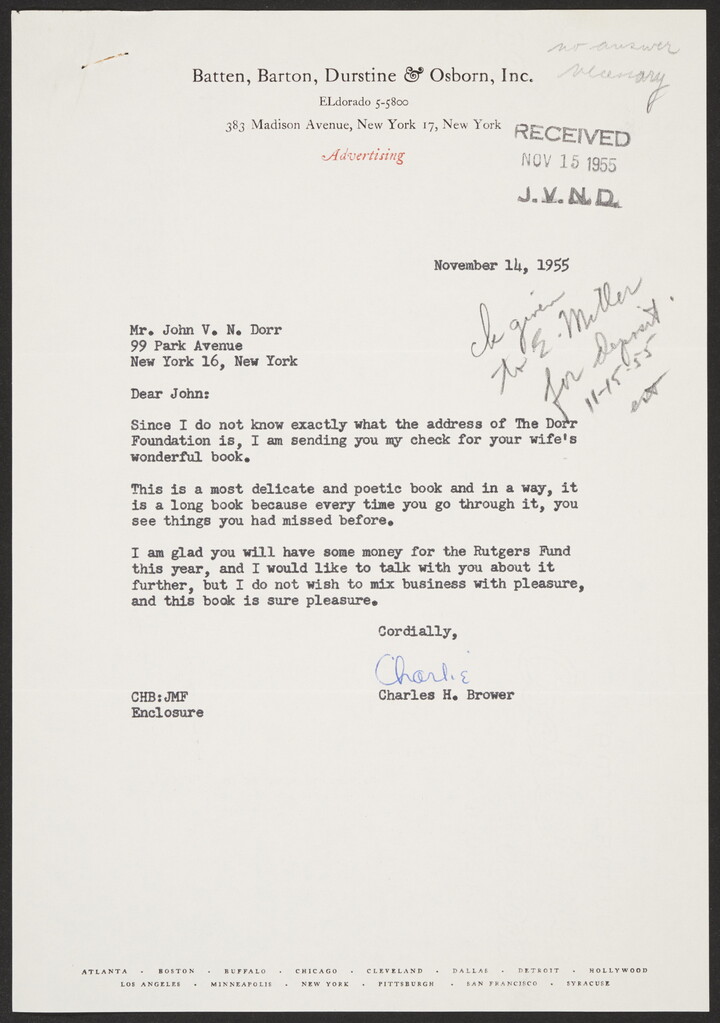 no answer
necessary
Batten, Barton, Durstine & Osborn, Inc.
ELdorado 5-5800
383 Madison Avenue, New York 17, New York
Advertising
RECEIVED
NOV 15 1955
J.V.N.D.
November 14, 1955
Ck given
to E. Miller
for deposit.
11-15-55
Mr. John V. N. Dorr
99 Park Avenue
New York 16, New York
Dear John:
Since I do not know exactly what the address of The Dorr
Foundation is, I am sending you my check for your wife's
wonderful book.
This is a most delicate and poetic book and in a way, it
is a long book because every time you go through it, you
see things you had missed before.
I am glad you will have some money for the Rutgers Fund
this year, and I would like to talk with you about it
further, but I do not wish to mix business with pleasure,
and this book is sure pleasure.
Cordially,
Charlie
Charles H. Brower
CHB:JMF
Enclosure
ATLANTA · BOSTON · BUFFALO · CHICAGO · CLEVELAND · DALLAS · DETROIT · HOLLYWOOD
LOS ANGELES · MINNEAPOLIS · NEW YORK · PITTSBURGH · SAN FRANCISCO · SYRACUSE